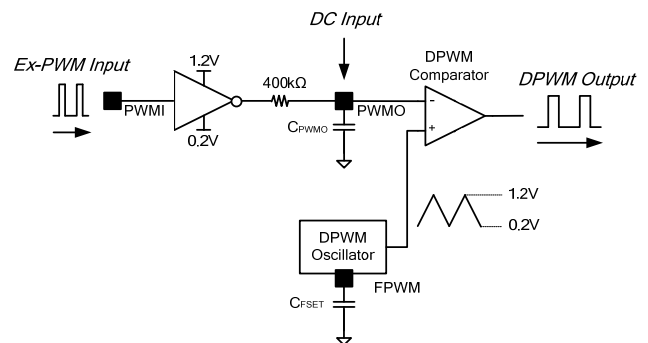 DC Input
Ex-PWM Input
1.2V
0.2V
PWMI
400kΩ
PWMO
CPWMO
DPWM
Comparator
-
+
DPWM Output
1.2V
0.2V
DPWM
Oscillator
FPWM
CFSET